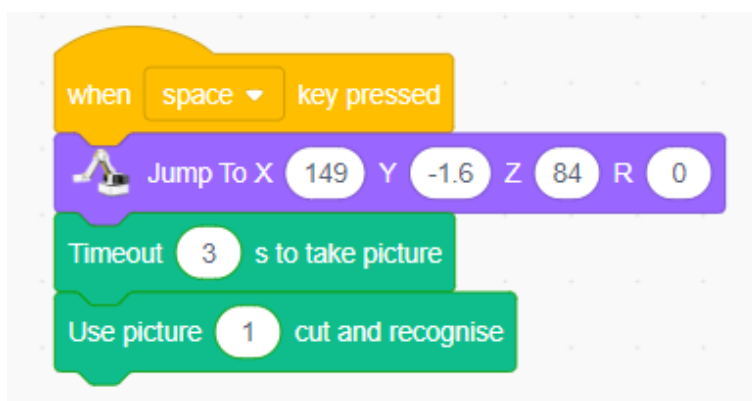 when space key pressed
Jump To X 149 Y -1.6 Z 84 R 0
Timeout 3 s to take picture
Use picture 1 cut and recognise